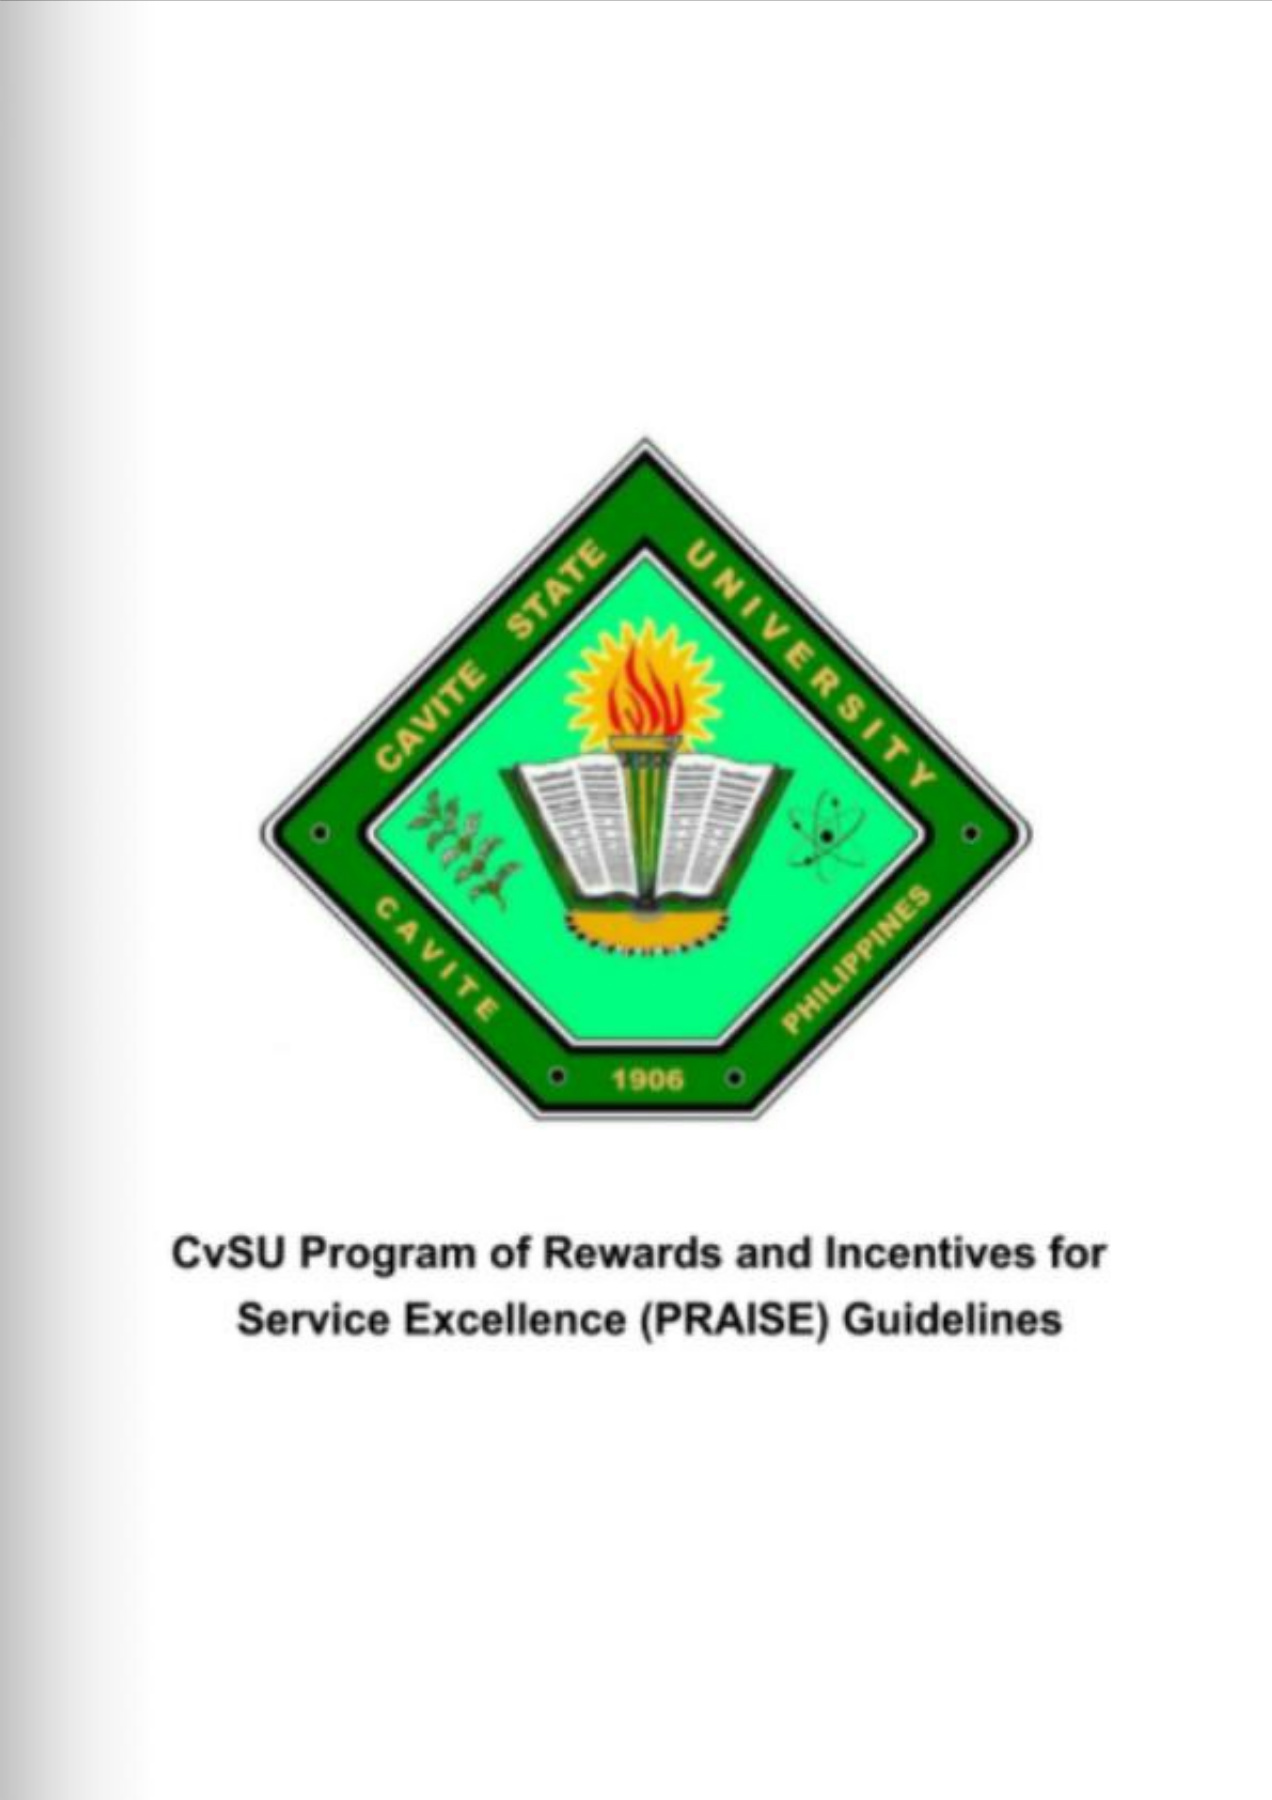 CAVITE STATE UNIVERSITY
CAVITE
1906
PHILIPPINES
CvSU Program of Rewards and Incentives for
Service Excellence (PRAISE) Guidelines